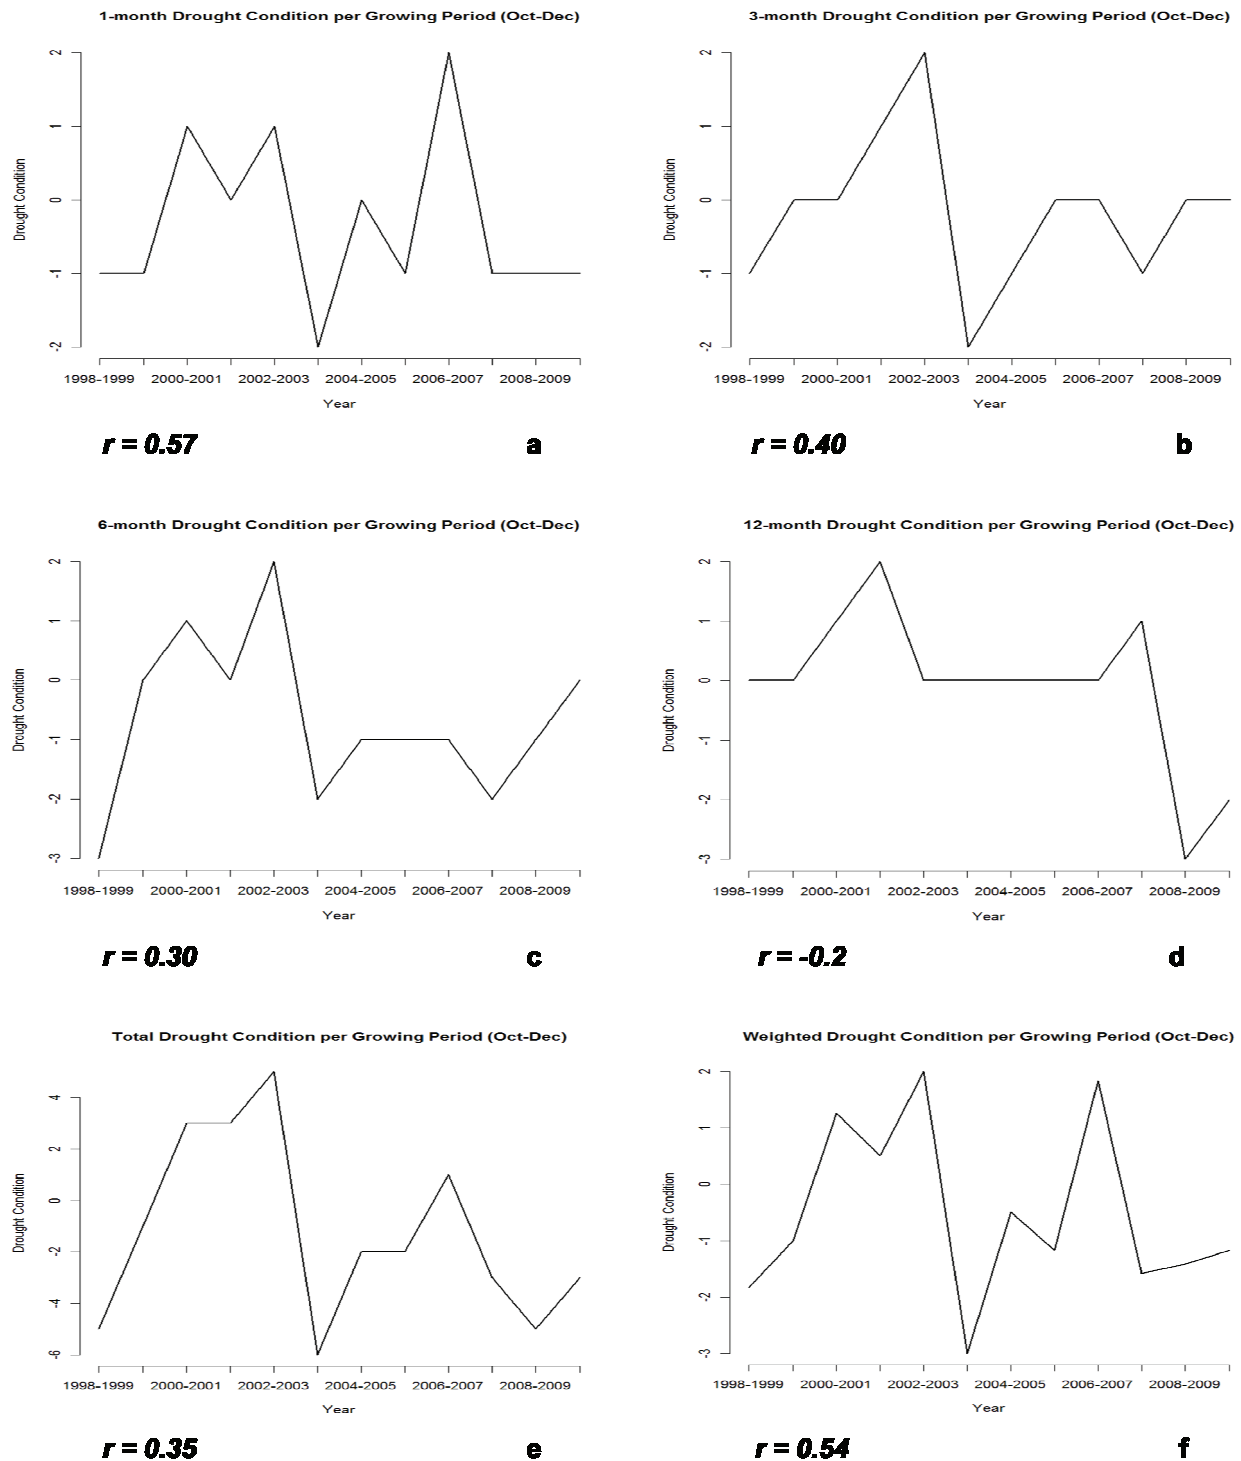 1-month Drought Condition per Growing Period (Oct-Dec)
2
1
0
-1
-2
Drought Condition
1998-1999 2000-2001 2002-2003 2004-2005 2006-2007 2008-2009
Year
r = 0.57 a
3-month Drought Condition per Growing Period (Oct-Dec)
2
1
0
-1
-2
Drought Condition
1998-1999 2000-2001 2002-2003 2004-2005 2006-2007 2008-2009
Year
r = 0.40 b
6-month Drought Condition per Growing Period (Oct-Dec)
2
1
0
-1
-2
-3
Drought Condition
1998-1999 2000-2001 2002-2003 2004-2005 2006-2007 2008-2009
Year
r = 0.30 c
12-month Drought Condition per Growing Period (Oct-Dec)
2
1
0
-1
-2
-3
Drought Condition
1998-1999 2000-2001 2002-2003 2004-2005 2006-2007 2008-2009
Year
r = -0.2 d
Total Drought Condition per Growing Period (Oct-Dec)
4
2
0
-2
-4
-6
Drought Condition
1998-1999 2000-2001 2002-2003 2004-2005 2006-2007 2008-2009
Year
r = 0.35 e
Weighted Drought Condition per Growing Period (Oct-Dec)
2
1
0
-1
-2
-3
Drought Condition
1998-1999 2000-2001 2002-2003 2004-2005 2006-2007 2008-2009
Year
r = 0.54 f